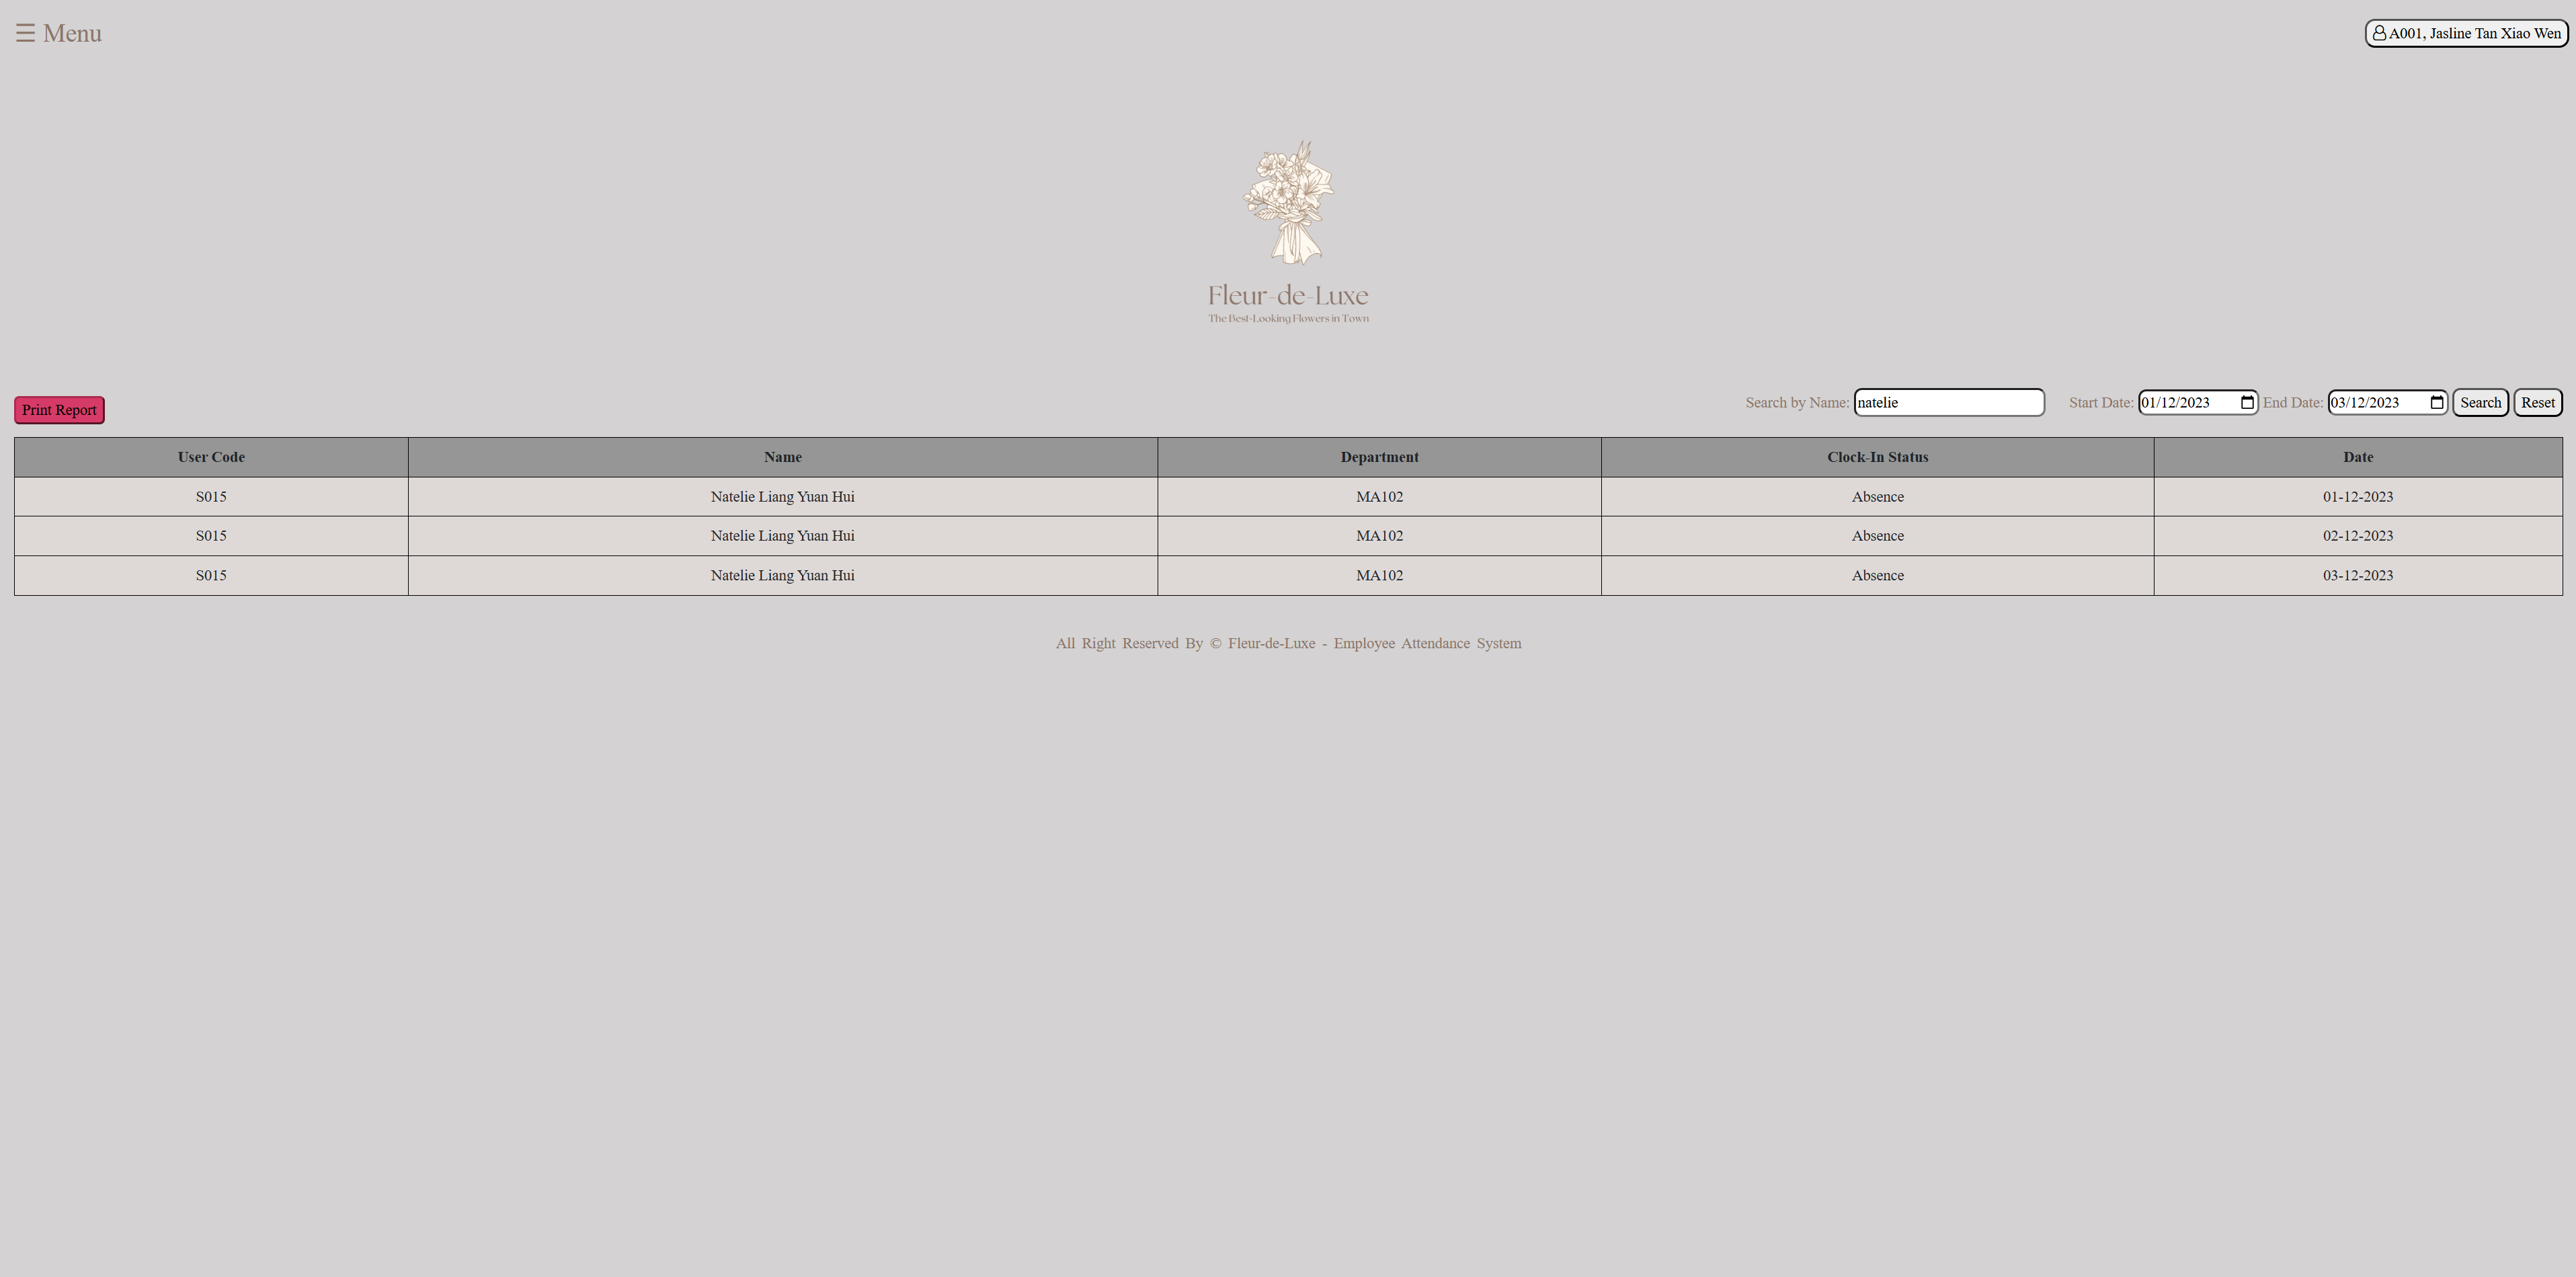 ☰ Menu
A001, Jasline Tan Xiao Wen
Fleur-de-Luxe
The Best-Looking Flowers in Town
Print Report
Search by Name: natelie Start Date: 01/12/2023 End Date: 03/12/2023 Search Reset
User Code Name Department Clock-In Status Date
S015 Natelie Liang Yuan Hui MA102 Absence 01-12-2023
S015 Natelie Liang Yuan Hui MA102 Absence 02-12-2023
S015 Natelie Liang Yuan Hui MA102 Absence 03-12-2023
All Right Reserved By © Fleur-de-Luxe - Employee Attendance System